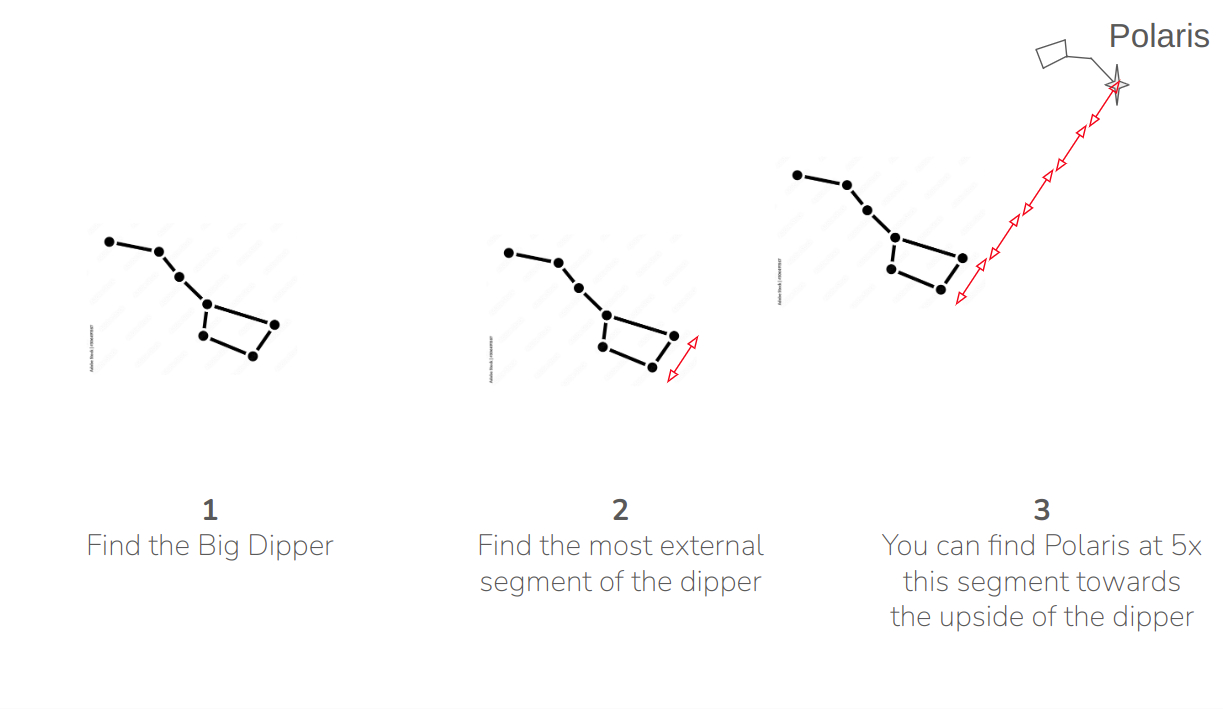 Polaris
1
Find the Big Dipper
2
Find the most external
segment of the dipper
3
You can find Polaris at 5x
this segment towards
the upside of the dipper